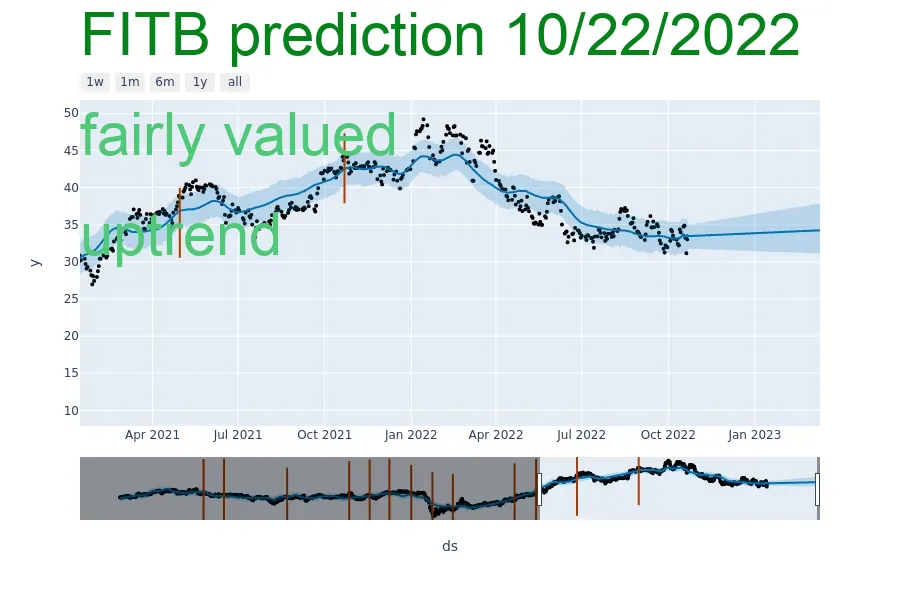 FITB prediction 10/22/2022
1w 1m 6m 1y all
fairly valued
uptrend
50
45
40
35
30
25
20
15
10
y
Apr 2021 Jul 2021 Oct 2021 Jan 2022 Apr 2022 Jul 2022 Oct 2022 Jan 2023
ds